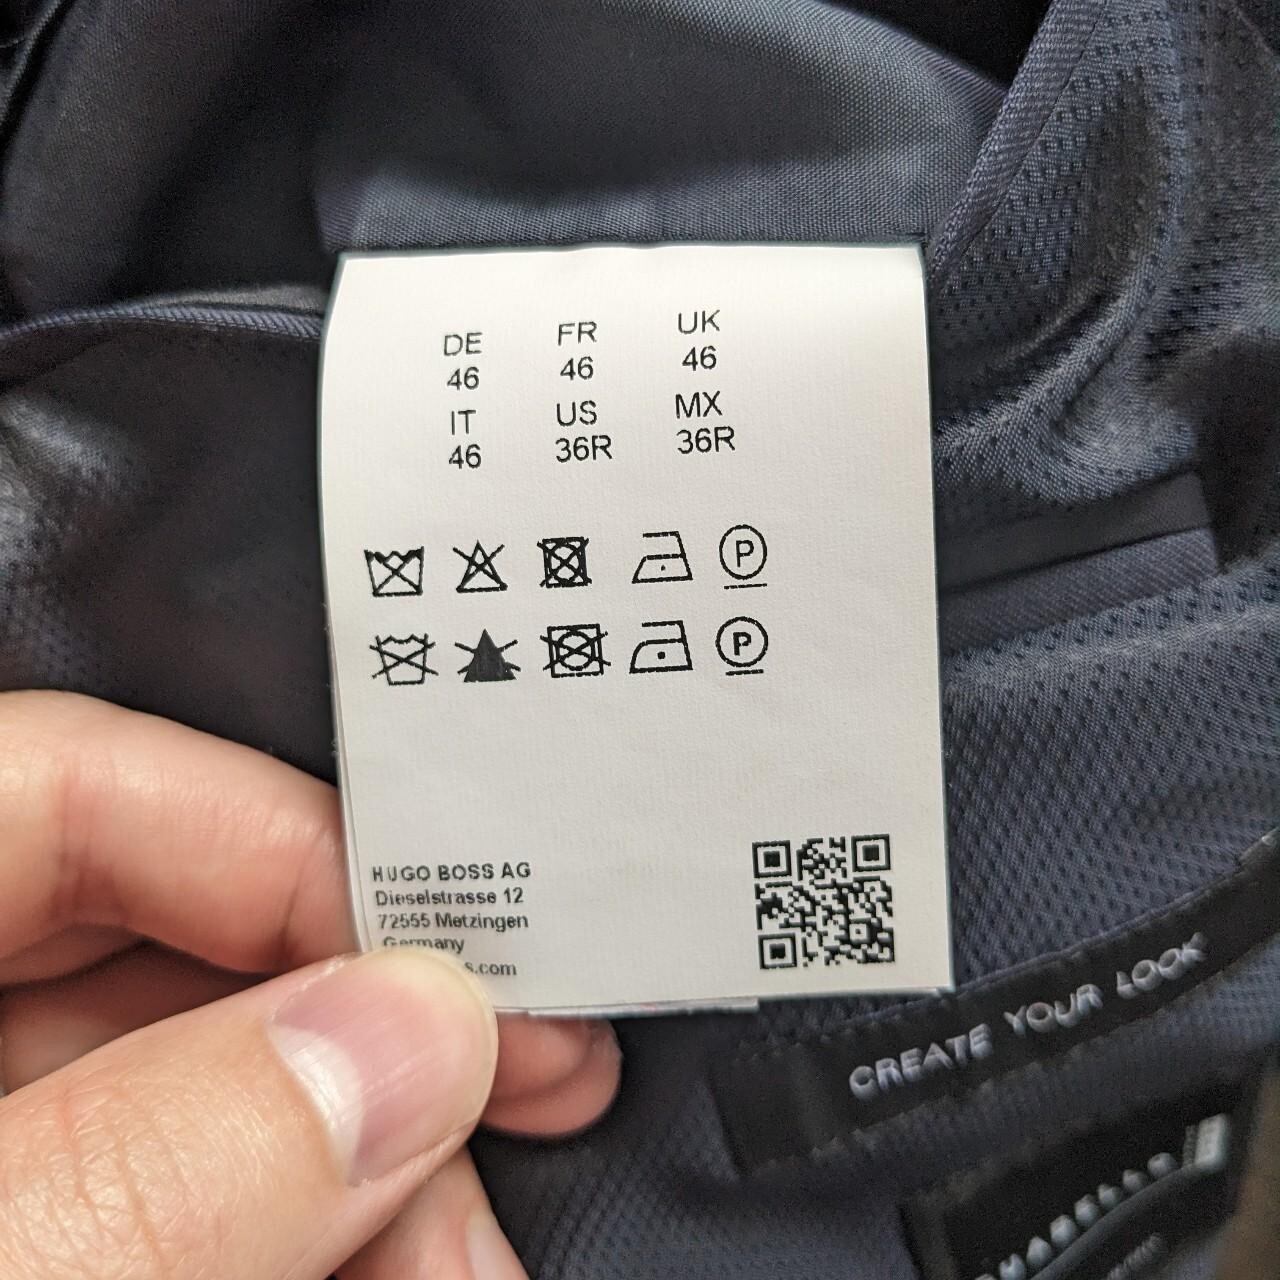 DE FR UK
46 46 46
IT US MX
46 36R 36R
P
P
HUGO BOSS AG
Dieselstrasse 12
72555 Metzingen
Germany
s.com
CREATE YOUR LOOK